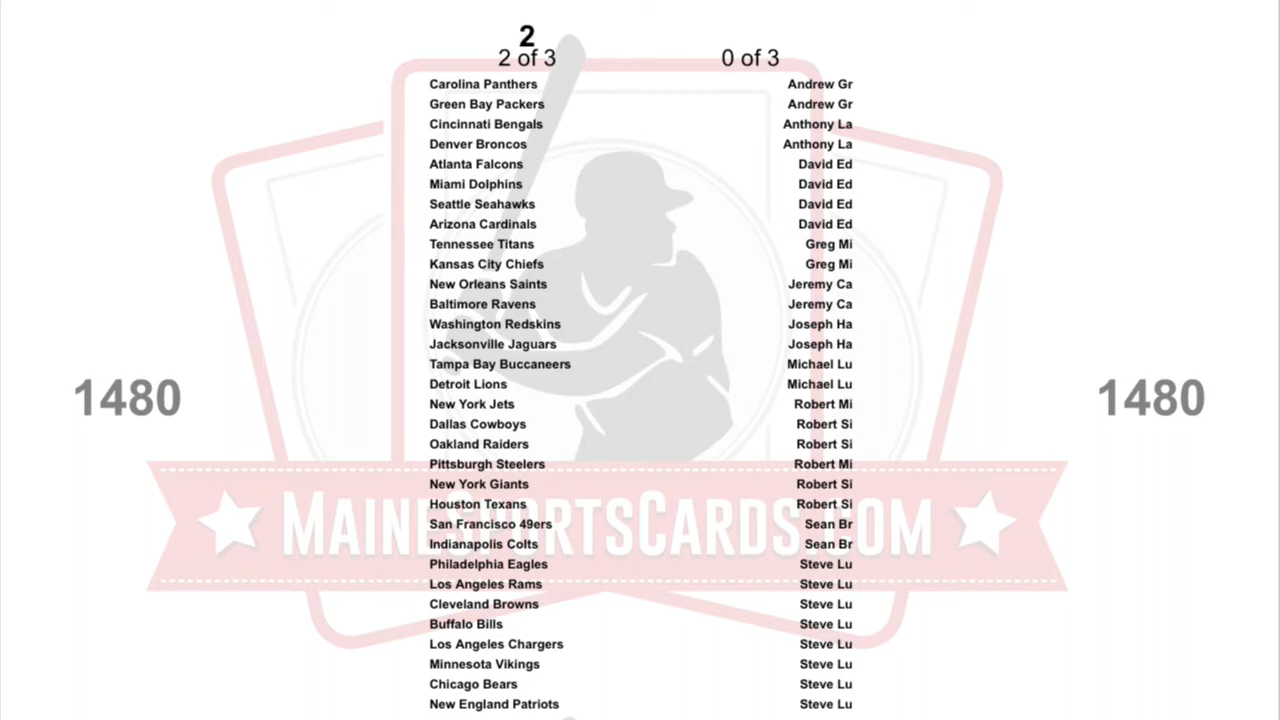 2
2 of 3 0 of 3
Carolina Panthers Andrew Gr
Green Bay Packers Andrew Gr
Cincinnati Bengals Anthony La
Denver Broncos Anthony La
Atlanta Falcons David Ed
Miami Dolphins David Ed
Seattle Seahawks David Ed
Arizona Cardinals David Ed
Tennessee Titans Greg Mi
Kansas City Chiefs Greg Mi
New Orleans Saints Jeremy Ca
Baltimore Ravens Jeremy Ca
Washington Redskins Joseph Ha
Jacksonville Jaguars Joseph Ha
Tampa Bay Buccaneers Michael Lu
Detroit Lions Michael Lu
1480 1480
New York Jets Robert Mi
Dallas Cowboys Robert Si
Oakland Raiders Robert Si
Pittsburgh Steelers Robert Mi
New York Giants Robert Si
Houston Texans Robert Si
MAINESPORTSCARDS.COM
San Francisco 49ers Sean Br
Indianapolis Colts Sean Br
Philadelphia Eagles Steve Lu
Los Angeles Rams Steve Lu
Cleveland Browns Steve Lu
Buffalo Bills Steve Lu
Los Angeles Chargers Steve Lu
Minnesota Vikings Steve Lu
Chicago Bears Steve Lu
New England Patriots Steve Lu